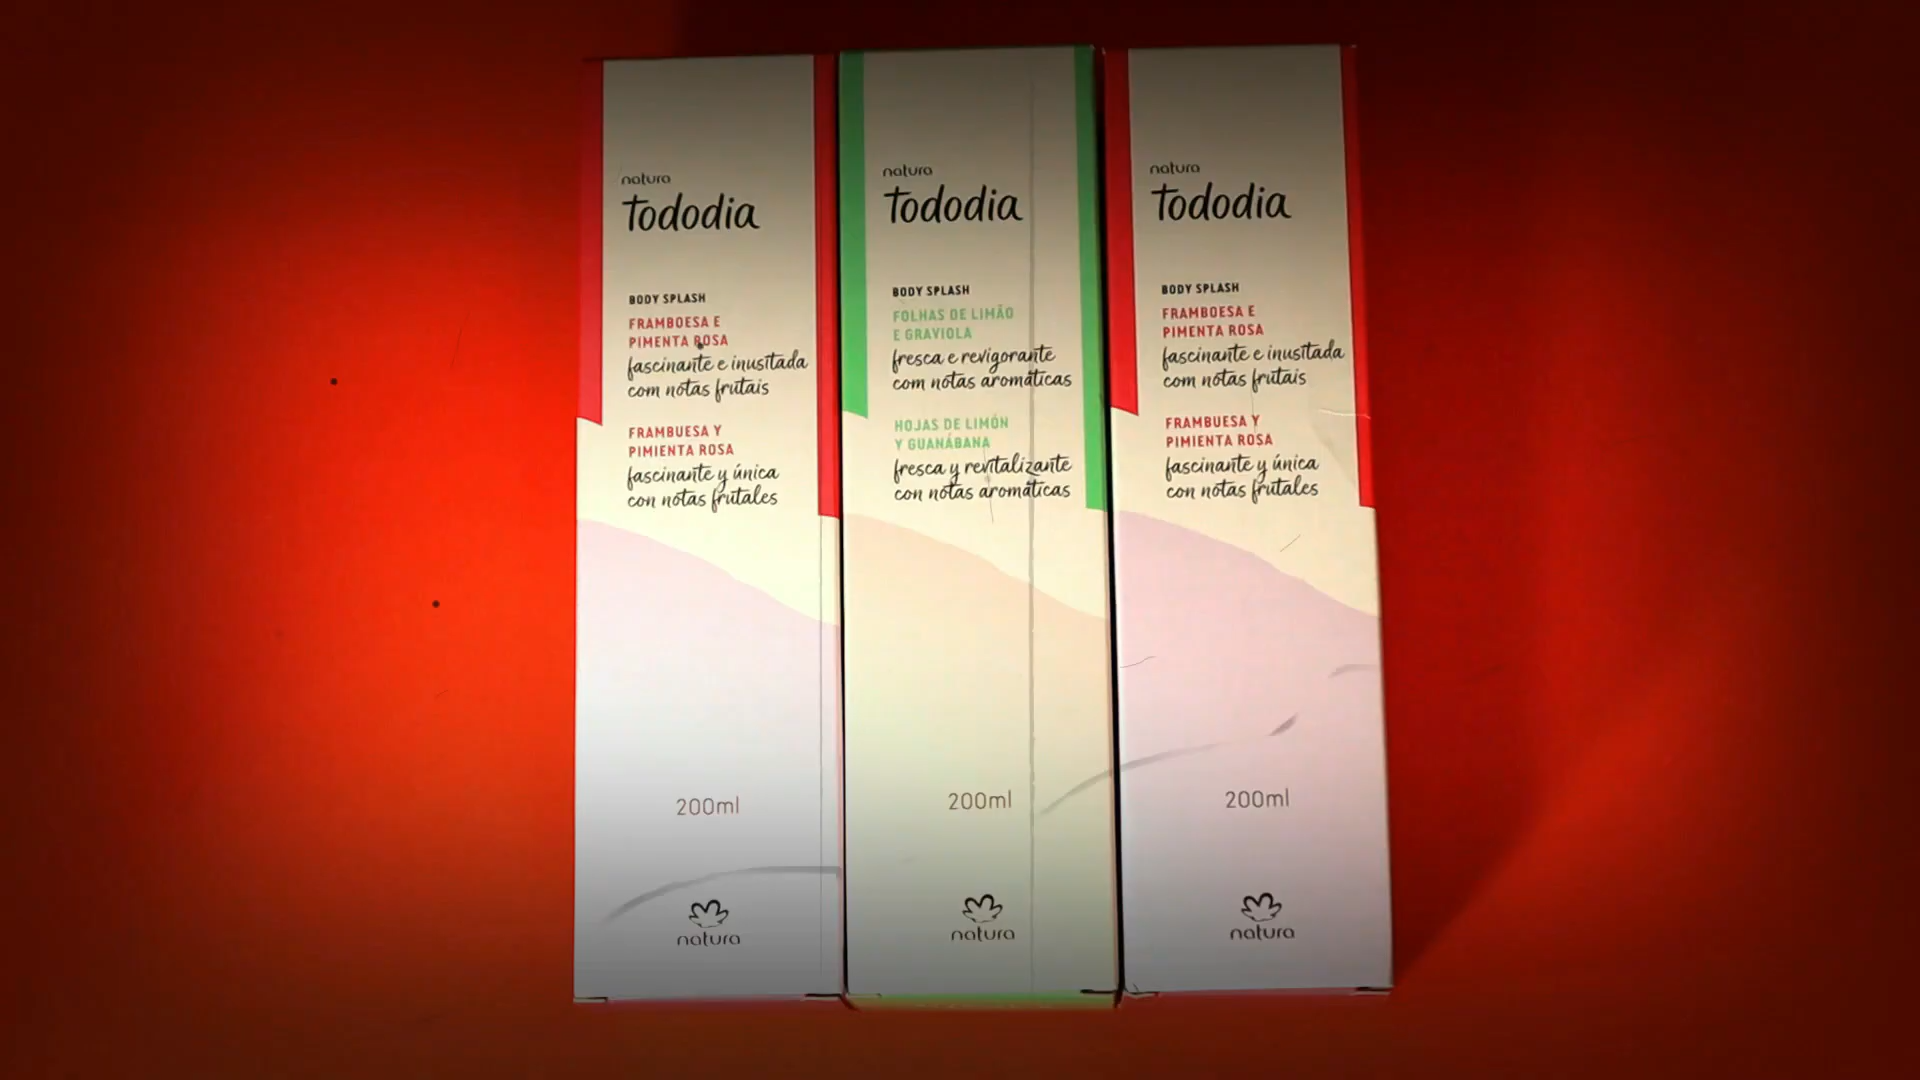 natura
Tododia
BODY SPLASH
FRAMBOESA E
PIMENTA ROSA
fascinante e inusitada
com notas frutais
FRAMBUESA Y
PIMIENTA ROSA
fascinante y única
con notas frutales
200ml
natura
natura
Tododia
BODY SPLASH
FOLHAS DE LIMÃO
E GRAVIOLA
fresca e revigorante
com notas aromáticas
HOJAS DE LIMÓN
Y GUANÁBANA
fresca y revitalizante
con notas aromáticas
200ml
natura
natura
Tododia
BODY SPLASH
FRAMBOESA E
PIMENTA ROSA
fascinante e inusitada
com notas frutais
FRAMBUESA Y
PIMIENTA ROSA
fascinante y única
con notas frutales
200ml
natura